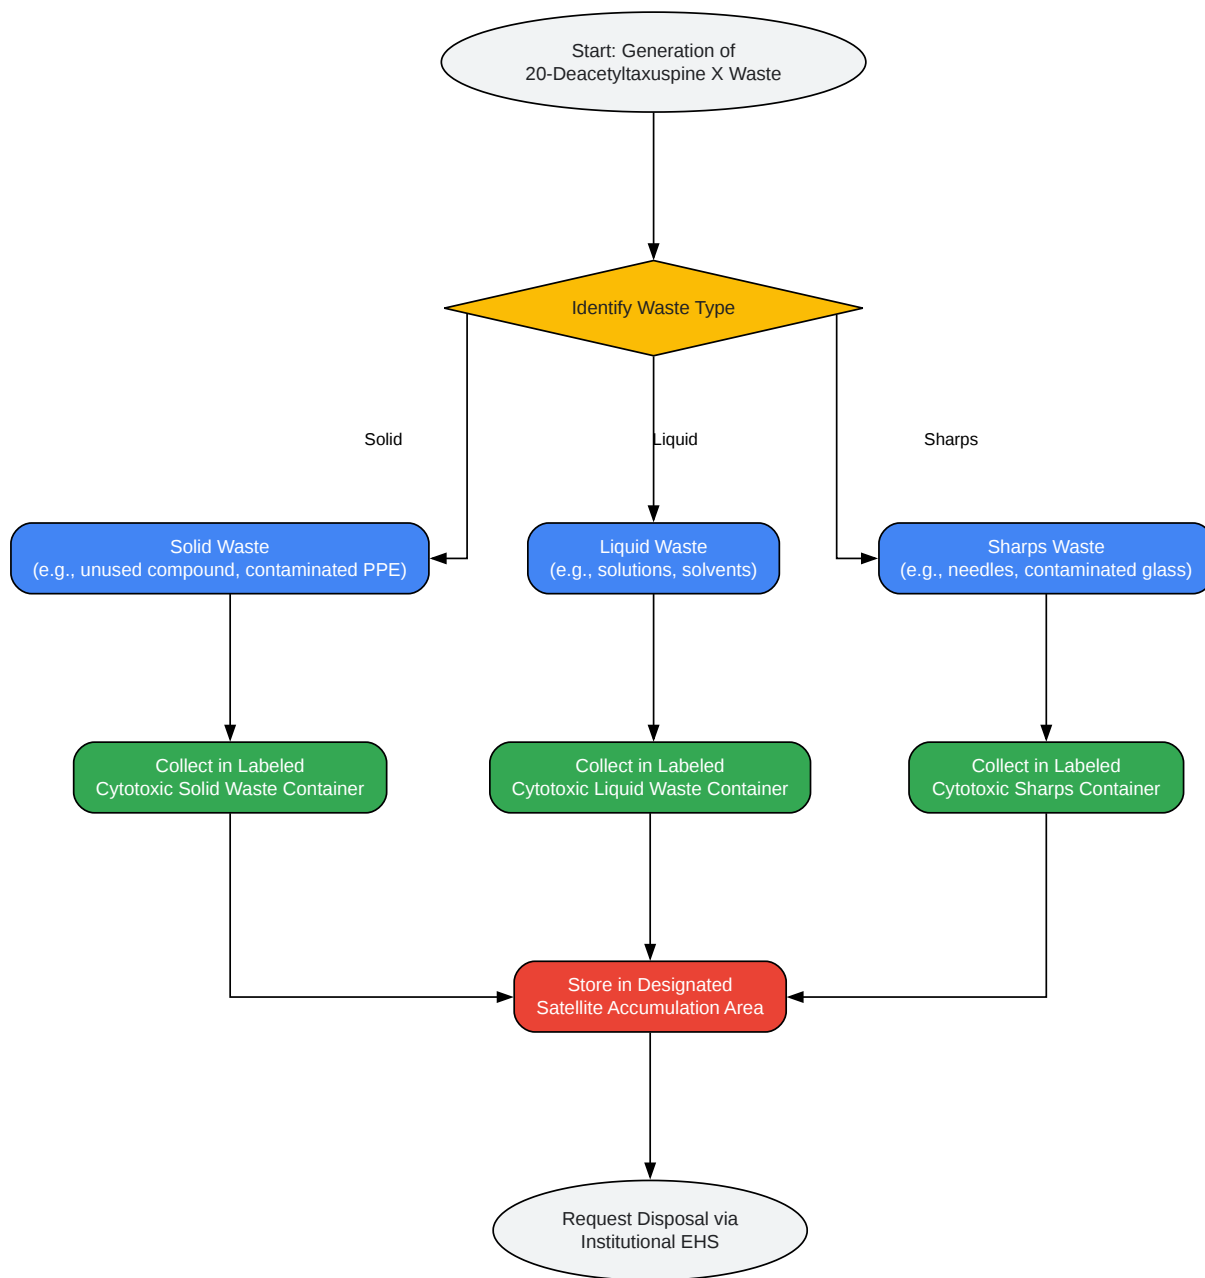 Start: Generation of
20-Deacetyltaxuspine X Waste
Identify Waste Type
Solid
Liquid
Sharps
Solid Waste
(e.g., unused compound, contaminated PPE)
Liquid Waste
(e.g., solutions, solvents)
Sharps Waste
(e.g., needles, contaminated glass)
Collect in Labeled
Cytotoxic Solid Waste Container
Collect in Labeled
Cytotoxic Liquid Waste Container
Collect in Labeled
Cytotoxic Sharps Container
Store in Designated
Satellite Accumulation Area
Request Disposal via
Institutional EHS